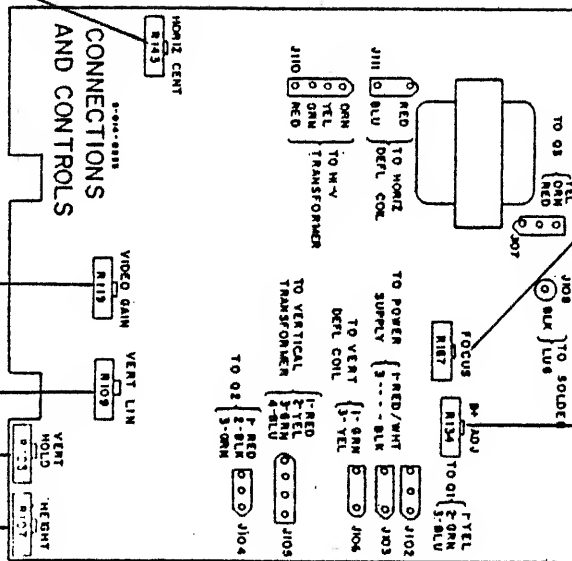 HORIZ CENT
R143
CONNECTIONS
AND CONTROLS
J110
ORN
YEL
GRN
RED
TO HI-V
TRANSFORMER
J111
RED
BLU
TO HORIZ
DEFL COIL
TO Q3
YEL
ORN
RED
J107
J108
BLK
TO SOLDER
LUG
VIDEO GAIN
R119
VERT LIN
R109
VERT
HOLD
HEIGHT
R107
FOCUS
R187
B+ ADJ
R134
TO POWER
SUPPLY
1-RED/WHT
3----BLK
TO VERT
DEFL COIL
1-GRN
3-YEL
TO VERTICAL
TRANSFORMER
1-RED
2-YEL
3-GRN
4-BLU
TO Q2
1-RED
2-BLK
3-ORN
TO Q1
1-YEL
2-GRN
3-BLU
J104
J105
J106
J103
J102